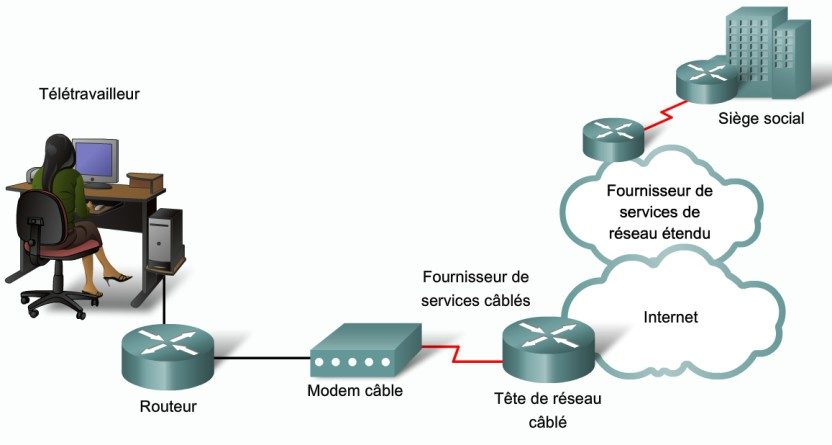 Télétravailleur
Siège social
Fournisseur de
services de
réseau étendu
Fournisseur de
services câblés
Internet
Modem câble
Routeur
Tête de réseau
câblé